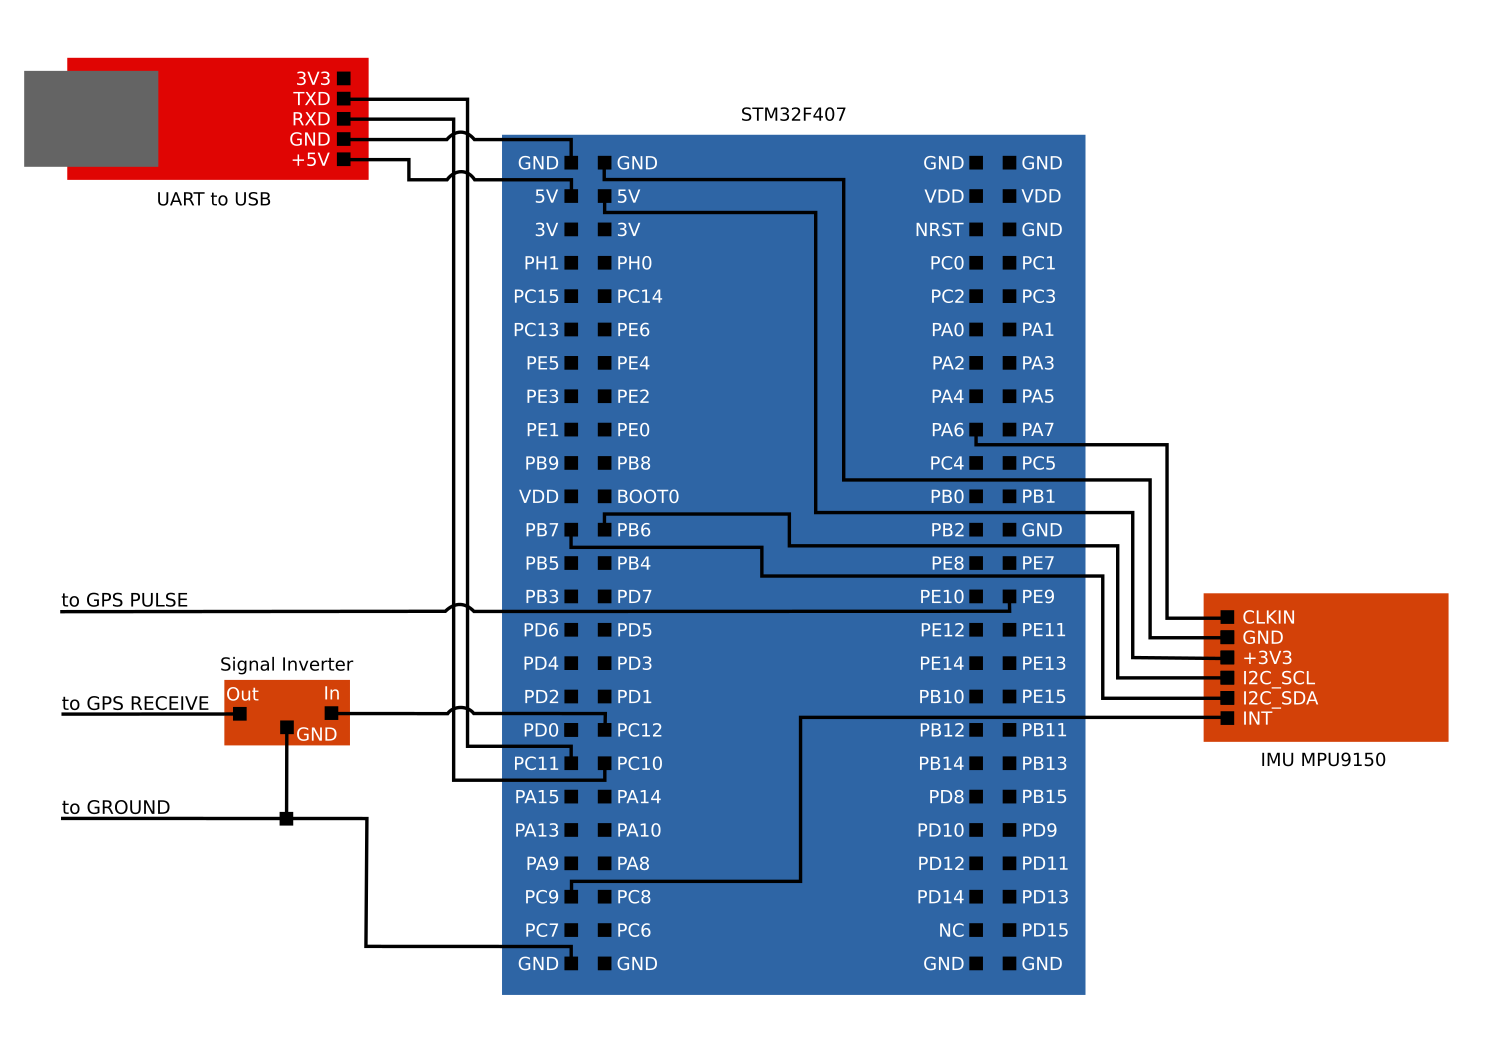 3V3
TXD
RXD
GND
+5V
UART to USB
STM32F407
GND GND GND GND
5V 5V VDD VDD
3V 3V NRST GND
PH1 PH0 PC0 PC1
PC15 PC14 PC2 PC3
PC13 PE6 PA0 PA1
PE5 PE4 PA2 PA3
PE3 PE2 PA4 PA5
PE1 PE0 PA6 PA7
PB9 PB8 PC4 PC5
VDD BOOT0 PB0 PB1
PB7 PB6 PB2 GND
PB5 PB4 PE8 PE7
PB3 PD7 PE10 PE9
PD6 PD5 PE12 PE11
PD4 PD3 PE14 PE13
PD2 PD1 PB10 PE15
PD0 PC12 PB12 PB11
PC11 PC10 PB14 PB13
PA15 PA14 PD8 PB15
PA13 PA10 PD10 PD9
PA9 PA8 PD12 PD11
PC9 PC8 PD14 PD13
PC7 PC6 NC PD15
GND GND GND GND
to GPS PULSE
Signal Inverter
Out In
to GPS RECEIVE
GND
to GROUND
CLKIN
GND
+3V3
I2C_SCL
I2C_SDA
INT
IMU MPU9150